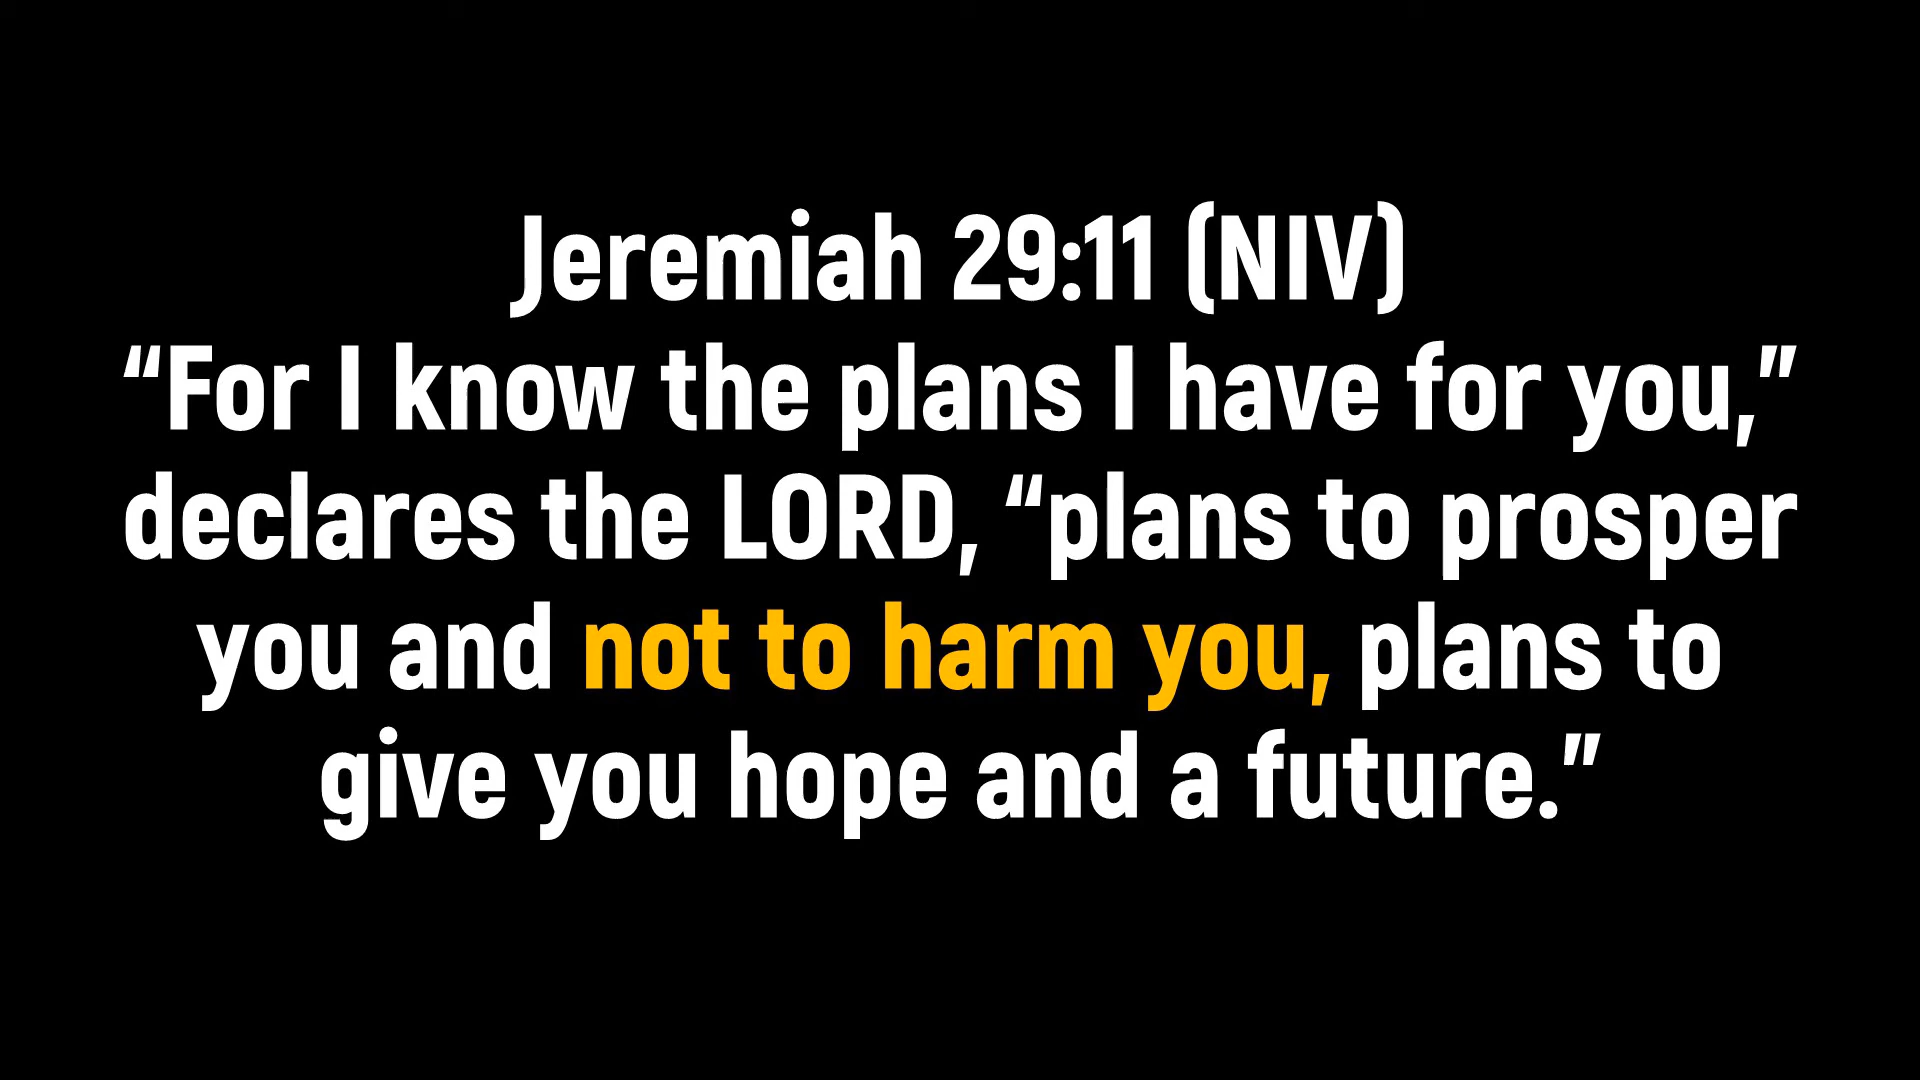 Jeremiah 29:11 (NIV)
“For I know the plans I have for you,”
declares the LORD, “plans to prosper
you and not to harm you, plans to
give you hope and a future.”